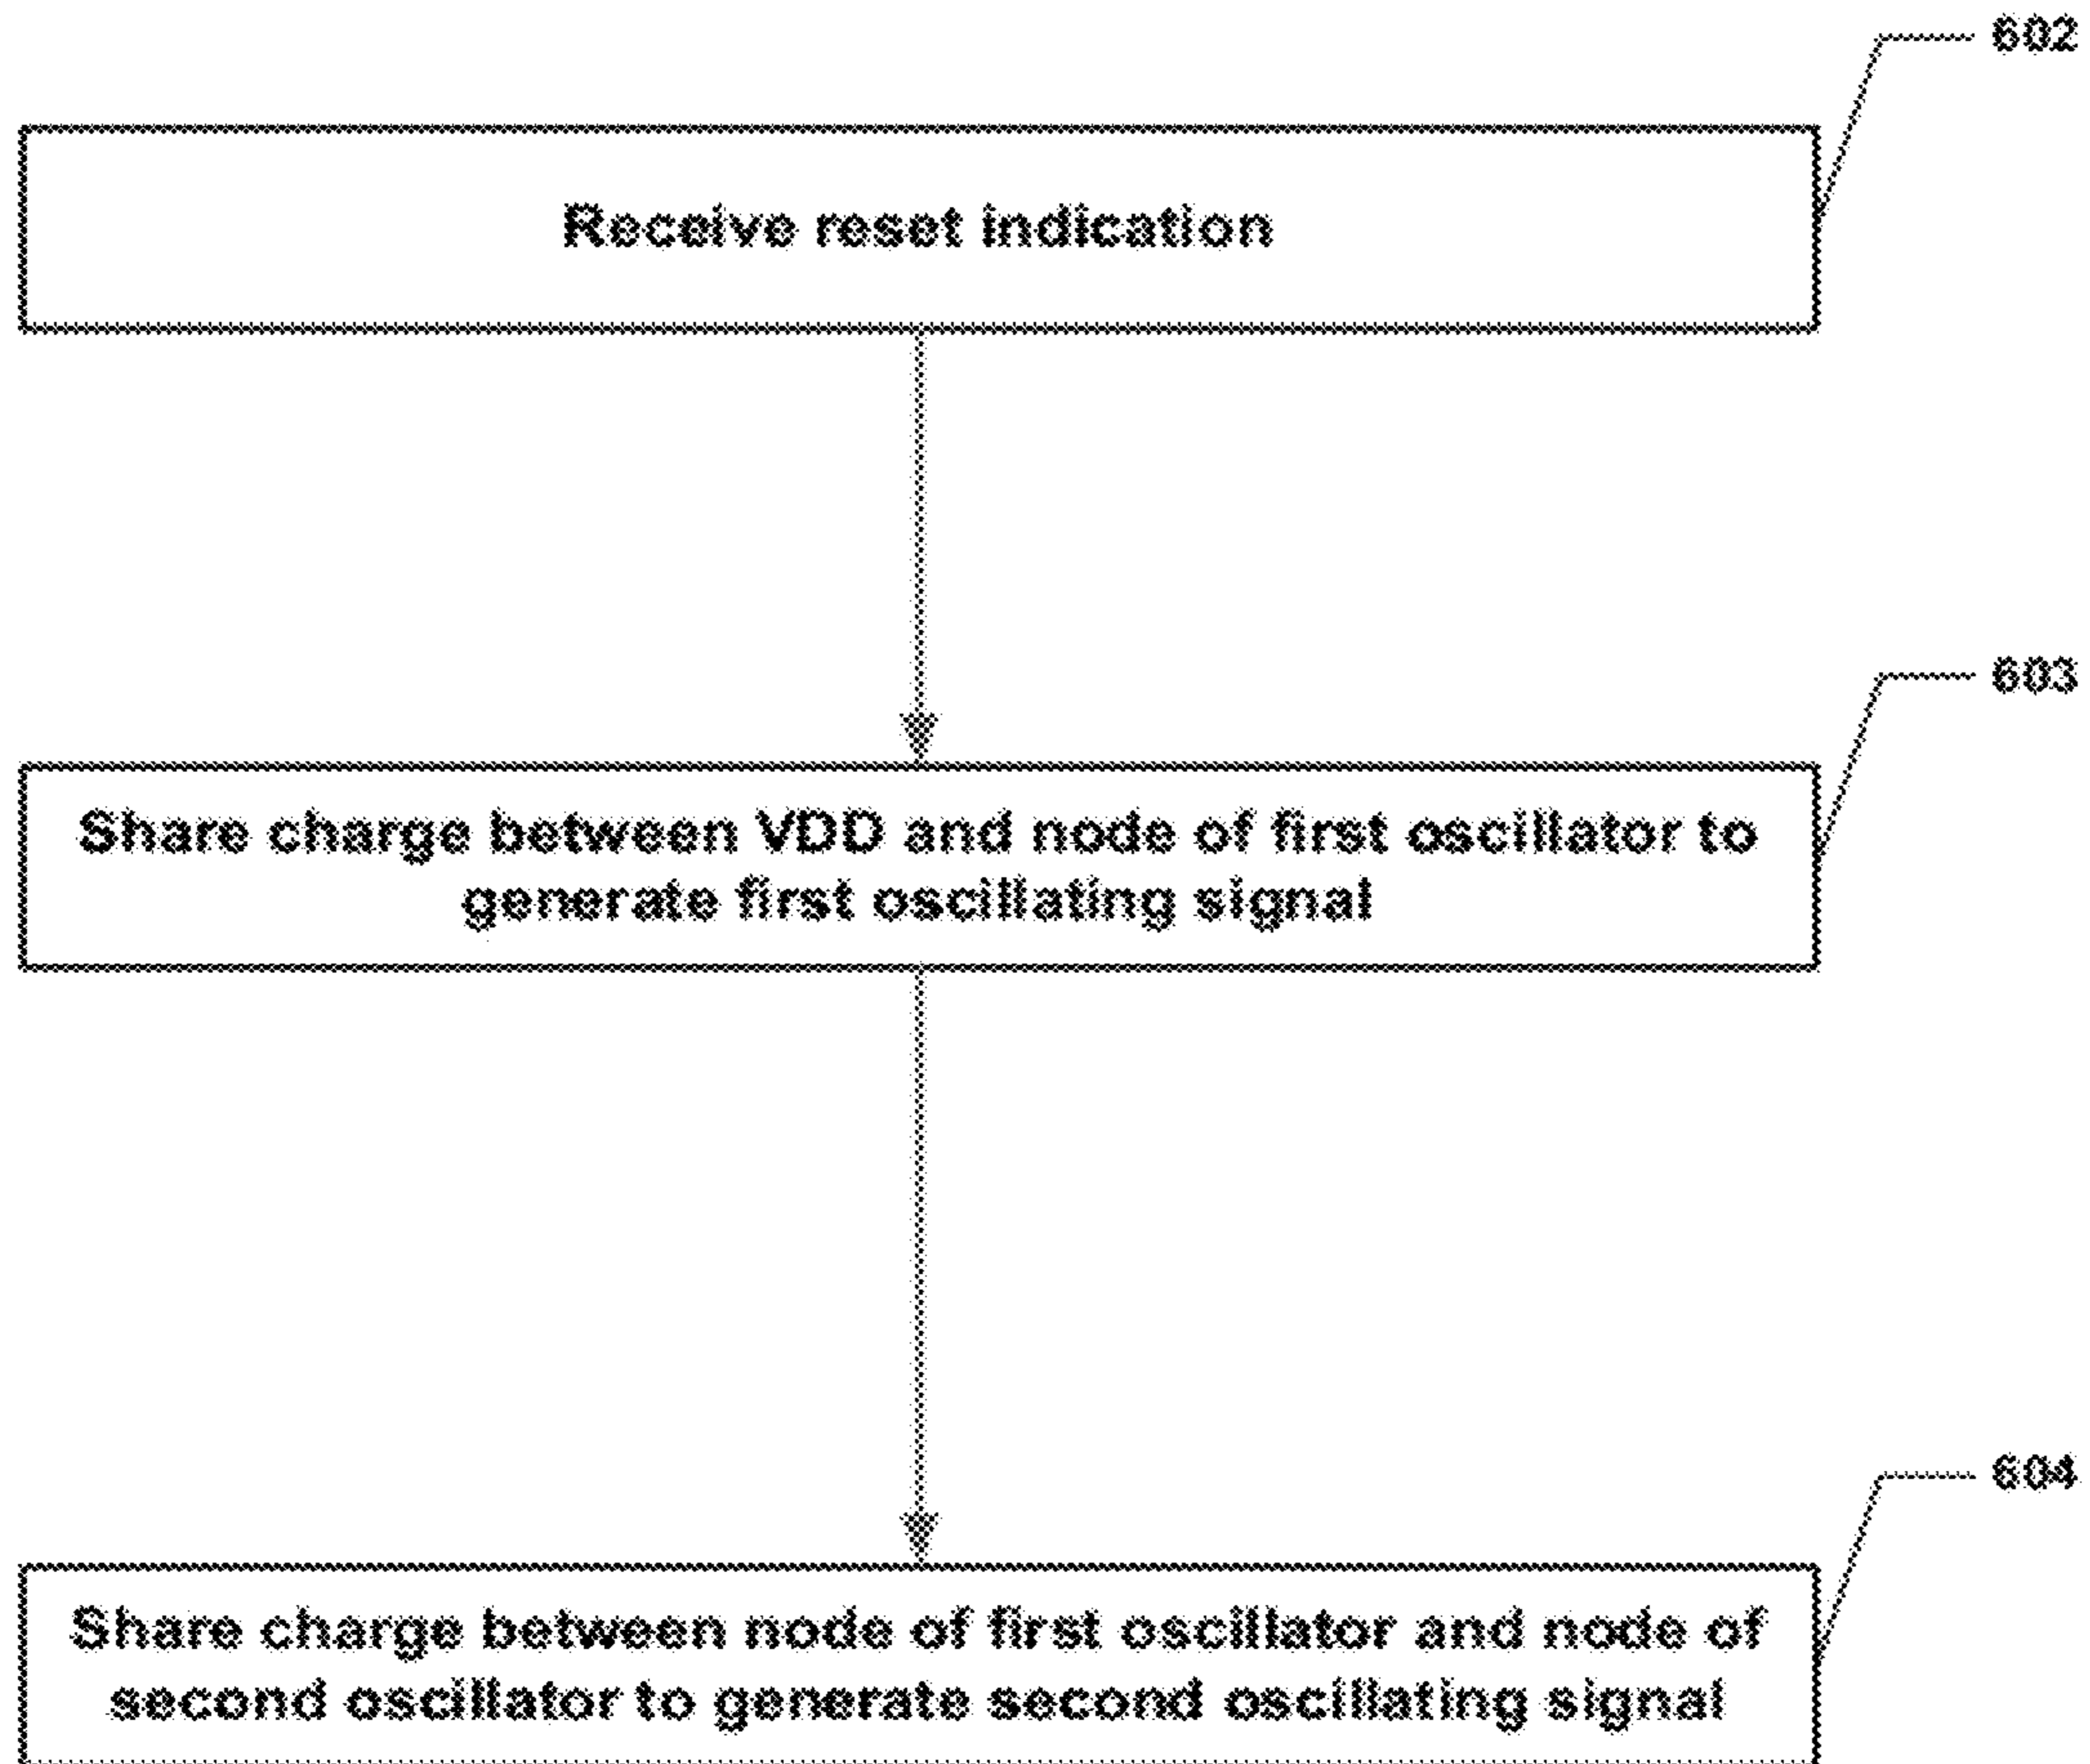 602
Receive reset indication
603
Share charge between VDD and node of first oscillator to
generate first oscillating signal
604
Share charge between node of first oscillator and node of
second oscillator to generate second oscillating signal